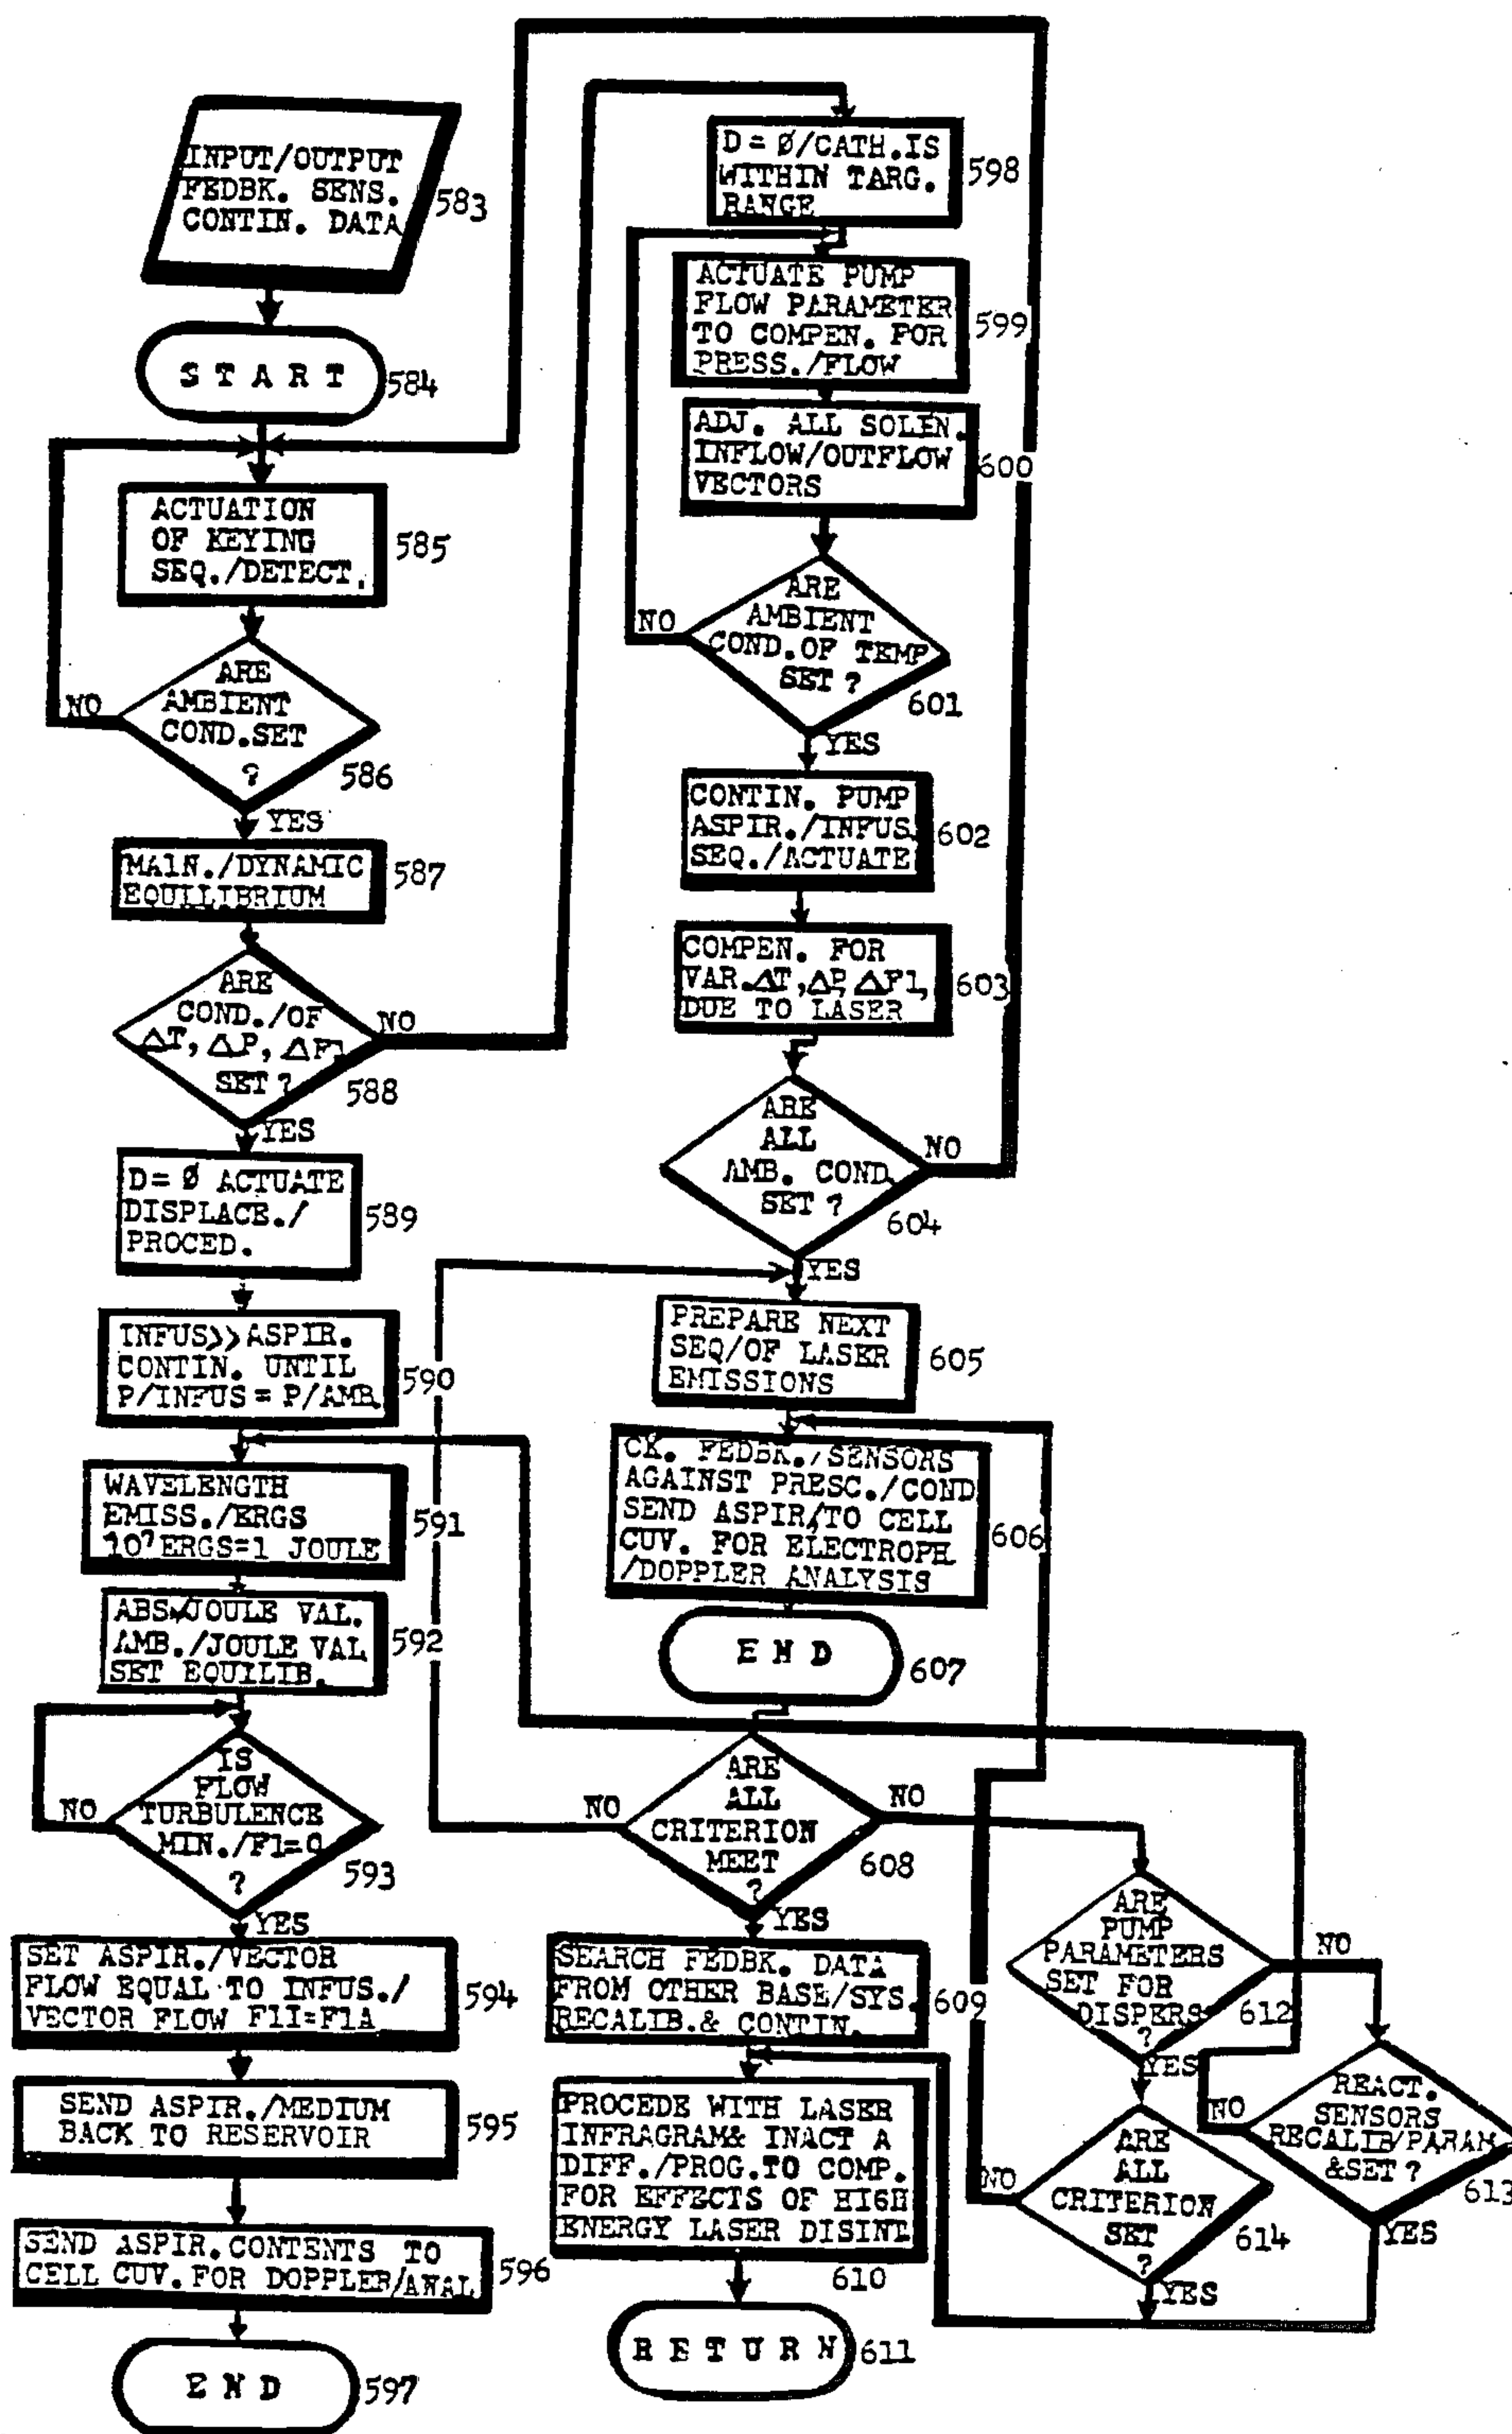 INPUT/OUTPUT
FEDBK. SENS.
CONTIN. DATA
583
START
584
ACTUATION
OF KEYING
SEQ./DETECT.
585
ARE
AMBIENT
COND.SET
?
586
NO
YES
MAIN./DYNAMIC
EQUILIBRIUM
587
ARE
COND./OF
ΔT, ΔP, ΔF1
SET ?
588
NO
YES
D= Ø ACTUATE
DISPLACE./
PROCED.
589
INFUS>>ASPIR.
CONTIN. UNTIL
P/INFUS = P/AMB.
590
WAVELENGTH
EMISS./ERGS
10⁷ ERGS=1 JOULE
591
ABS./JOULE VAL.
AMB./JOULE VAL
SET EQUILIB.
592
IS
FLOW
TURBULENCE
MIN./F1=0
?
593
NO
YES
SET ASPIR./VECTOR
FLOW EQUAL TO INFUS./
VECTOR FLOW F1I=F1A
594
SEND ASPIR./MEDIUM
BACK TO RESERVOIR
595
SEND ASPIR.CONTENTS TO
CELL CUV.FOR DOPPLER/ANAL
596
END
597
D = Ø/CATH.IS
WITHIN TARG.
RANGE
598
ACTUATE PUMP
FLOW PARAMETER
TO COMPEN. FOR
PRESS./FLOW
599
ADJ. ALL SOLEN.
INFLOW/OUTFLOW
VECTORS
600
ARE
AMBIENT
COND.OF TEMP
SET ?
601
NO
YES
CONTIN. PUMP
ASPIR./INFUS.
SEQ./ACTUATE
602
COMPEN. FOR
VAR.ΔT,ΔP,ΔF1,
DUE TO LASER
603
ARE
ALL
AMB. COND.
SET ?
604
NO
YES
PREPARE NEXT
SEQ/OF LASER
EMISSIONS
605
CK. FEDBK./SENSORS
AGAINST PRESC./COND
SEND ASPIR/TO CELL
CUV. FOR ELECTROPH.
/DOPPLER ANALYSIS
606
END
607
ARE
ALL
CRITERION
MEET
?
608
NO
NO
YES
SEARCH FEDBK. DATA
FROM OTHER BASE/SYS.
RECALIB.& CONTIN.
609
PROCEDE WITH LASER
INFRAGRAM& INACT A
DIFF./PROG.TO COMP.
FOR EFFECTS OF HIGH
ENERGY LASER DISINT.
610
RETURN
611
ARE
PUMP
PARAMETERS
SET FOR
DISPERS
?
612
NO
YES
REACT.
SENSORS
RECALIB/PARAM
&SET ?
613
NO
YES
ARE
ALL
CRITERION
SET
?
614
NO
YES